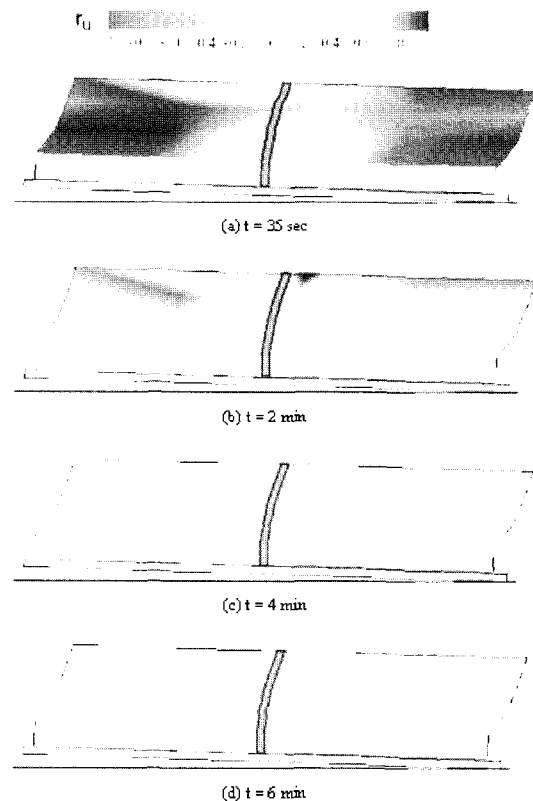 r_u
(a) t = 35 sec
(b) t = 2 min
(c) t = 4 min
(d) t = 6 min